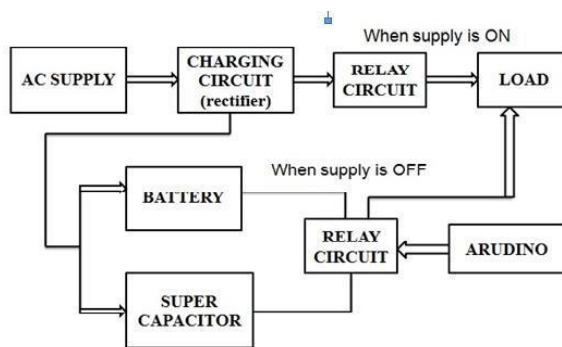 When supply is ON
AC SUPPLY
CHARGING
CIRCUIT
(rectifier)
RELAY
CIRCUIT
LOAD
When supply is OFF
BATTERY
RELAY
CIRCUIT
ARUDINO
SUPER
CAPACITOR